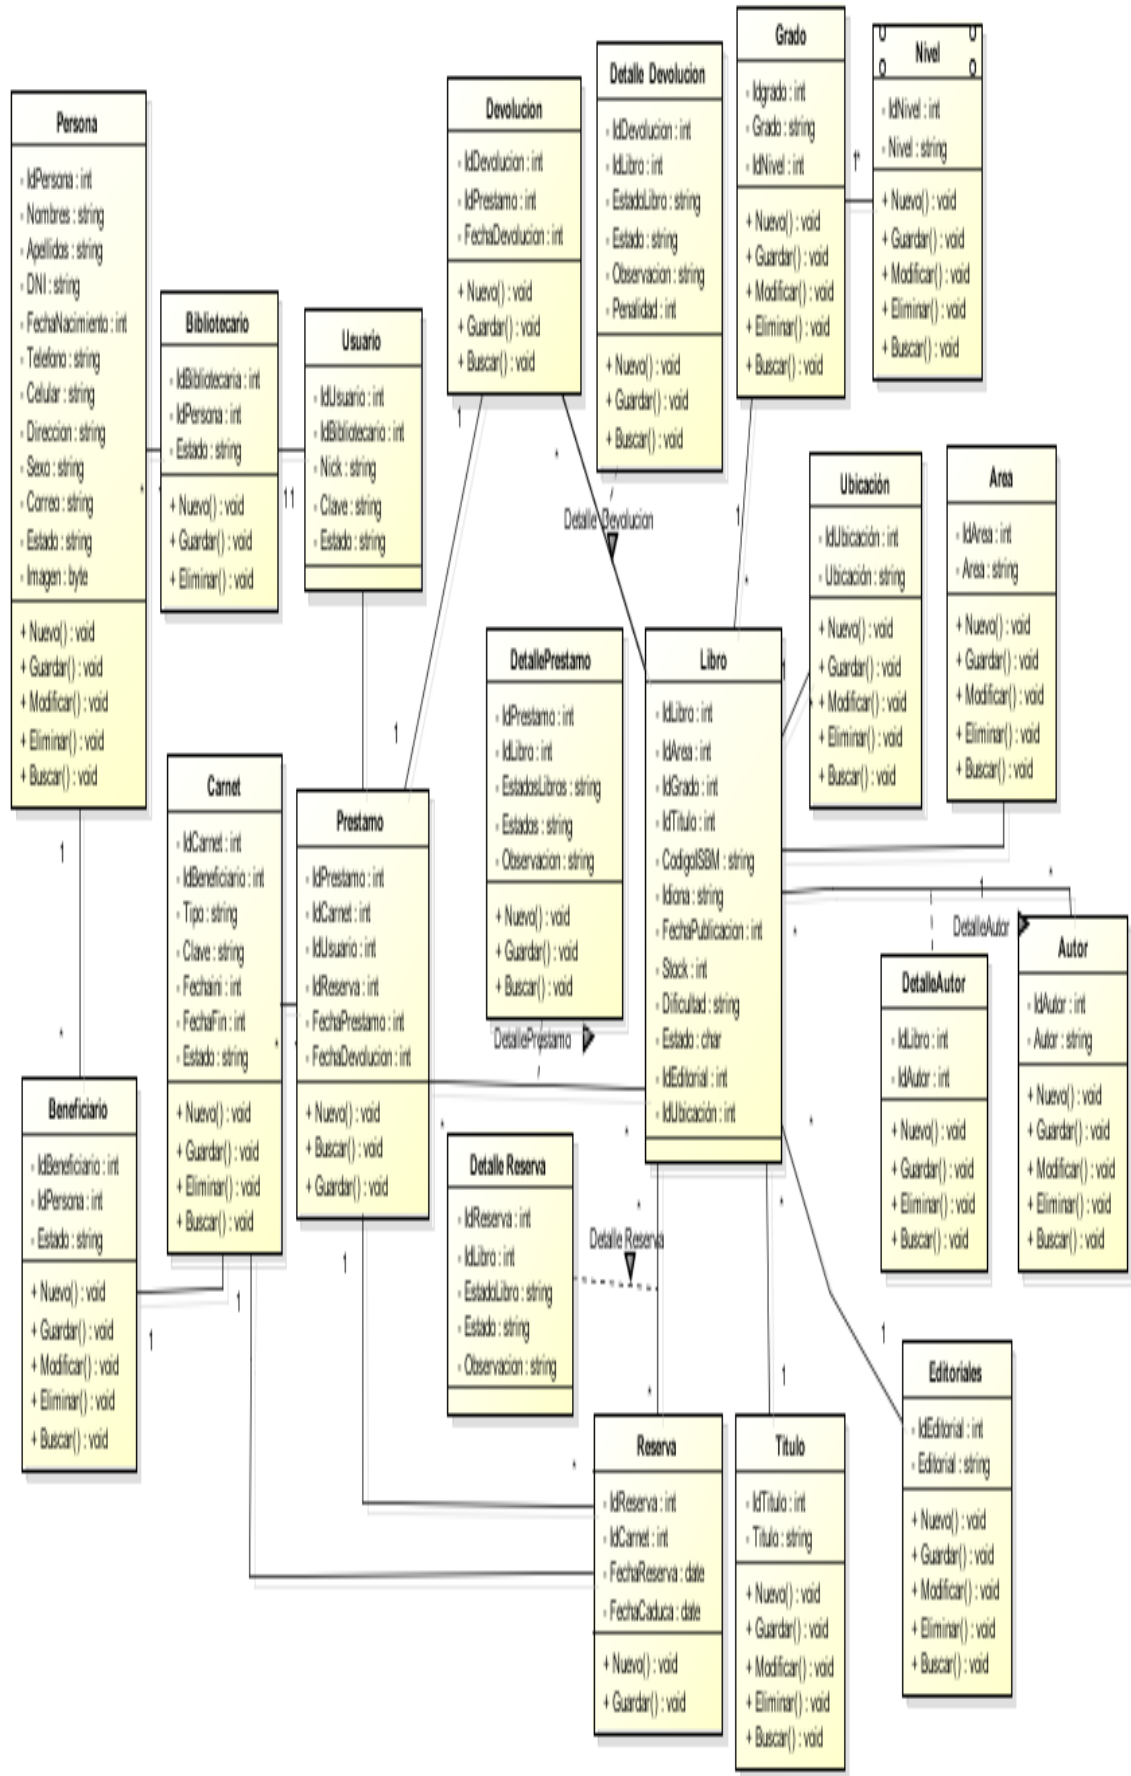 Persona
- IdPersona : int
- Nombres : string
- Apellidos : string
- DNI : string
- FechaNacimiento : int
- Telefono : string
- Celular : string
- Direccion : string
- Sexo : string
- Correo : string
- Estado : string
- Imagen : byte
+ Nuevo() : void
+ Guardar() : void
+ Modificar() : void
+ Eliminar() : void
+ Buscar() : void
Bibliotecario
- IdBibliotecaria : int
- IdPersona : int
- Estado : string
+ Nuevo() : void
+ Guardar() : void
+ Eliminar() : void
Usuario
- IdUsuario : int
- IdBibliotecario : int
- Nick : string
- Clave : string
- Estado : string
Devolucion
- IdDevolucion : int
- IdPrestamo : int
- FechaDevolucion : int
+ Nuevo() : void
+ Guardar() : void
+ Buscar() : void
Detalle Devolucion
- IdDevolucion : int
- IdLibro : int
- EstadoLibro : string
- Estado : string
- Observacion : string
- Penalidad : int
+ Nuevo() : void
+ Guardar() : void
+ Buscar() : void
Grado
- Idgrado : int
- Grado : string
- IdNivel : int
+ Nuevo() : void
+ Guardar() : void
+ Modificar() : void
+ Eliminar() : void
+ Buscar() : void
Nivel
- IdNivel : int
- Nivel : string
+ Nuevo() : void
+ Guardar() : void
+ Modificar() : void
+ Eliminar() : void
+ Buscar() : void
1*
* 
11
1
*
Detalle Devolucion
1
*
Ubicación
- IdUbicación : int
- Ubicación : string
+ Nuevo() : void
+ Guardar() : void
+ Modificar() : void
+ Eliminar() : void
+ Buscar() : void
Area
- IdArea : int
- Area : string
+ Nuevo() : void
+ Guardar() : void
+ Modificar() : void
+ Eliminar() : void
+ Buscar() : void
DetallePrestamo
- IdPrestamo : int
- IdLibro : int
- EstadosLibros : string
- Estados : string
- Observacion : string
+ Nuevo() : void
+ Guardar() : void
+ Buscar() : void
DetallePrestamo
Libro
- IdLibro : int
- IdArea : int
- IdGrado : int
- IdTitulo : int
- CodigoISBM : string
- Idiona : string
- FechaPublicacion : int
- Stock : int
- Dificultad : string
- Estado : char
- IdEditorial : int
- IdUbicación : int
1
1
Carnet
- IdCarnet : int
- IdBeneficiario : int
- Tipo : string
- Clave : string
- Fechaini : int
- FechaFin : int
- Estado : string
+ Nuevo() : void
+ Guardar() : void
+ Eliminar() : void
+ Buscar() : void
Prestamo
- IdPrestamo : int
- IdCarnet : int
- IdUsuario : int
- IdReserva : int
- FechaPrestamo : int
- FechaDevolucion : int
+ Nuevo() : void
+ Buscar() : void
+ Guardar() : void
1
*
*
1
*
*
DetalleAutor
DetalleAutor
- IdLibro : int
- IdAutor : int
+ Nuevo() : void
+ Guardar() : void
+ Eliminar() : void
+ Buscar() : void
Autor
- IdAutor : int
- Autor : string
+ Nuevo() : void
+ Guardar() : void
+ Modificar() : void
+ Eliminar() : void
+ Buscar() : void
Beneficiario
- IdBeneficiario : int
- IdPersona : int
- Estado : string
+ Nuevo() : void
+ Guardar() : void
+ Modificar() : void
+ Eliminar() : void
+ Buscar() : void
1
1
1
*
*
*
Detalle Reserva
- IdReserva : int
- IdLibro : int
- EstadoLibro : string
- Estado : string
- Observacion : string
*
Detalle Reserva
*
*
*
1
1
Reserva
- IdReserva : int
- IdCarnet : int
- FechaReserva : date
- FechaCaduca : date
+ Nuevo() : void
+ Guardar() : void
Titulo
- IdTitulo : int
- Titulo : string
+ Nuevo() : void
+ Guardar() : void
+ Modificar() : void
+ Eliminar() : void
+ Buscar() : void
Editoriales
- IdEditorial : int
- Editorial : string
+ Nuevo() : void
+ Guardar() : void
+ Modificar() : void
+ Eliminar() : void
+ Buscar() : void